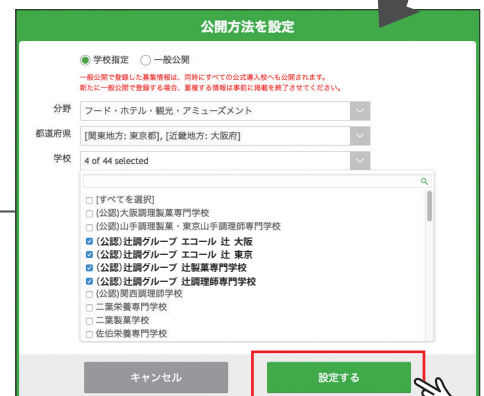 公開方法を設定
学校指定 一般公開
一般公開で登録した募集情報は、同時にすべての公式導入校へも公開されます。
新たに一般公開で登録する場合、重複する情報は事前に掲載を終了させてください。
分野 フード・ホテル・観光・アミューズメント
都道府県 [関東地方: 東京都], [近畿地方: 大阪府]
学校 4 of 44 selected
[すべてを選択]
(公認)大阪調理製菓専門学校
(公認)山手調理製菓・東京山手調理師専門学校
(公認)辻調グループ エコール 辻 大阪
(公認)辻調グループ エコール 辻 東京
(公認)辻調グループ 辻製菓専門学校
(公認)辻調グループ 辻調理師専門学校
(公認)関西調理師学校
二葉栄養専門学校
二葉製菓学校
佐伯栄養専門学校
キャンセル 設定する